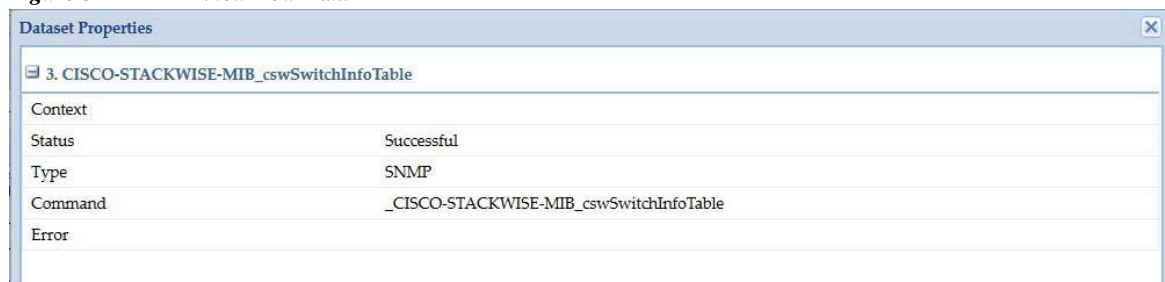 Dataset Properties
3. CISCO-STACKWISE-MIB_cswSwitchInfoTable
Context
Status Successful
Type SNMP
Command _CISCO-STACKWISE-MIB_cswSwitchInfoTable
Error